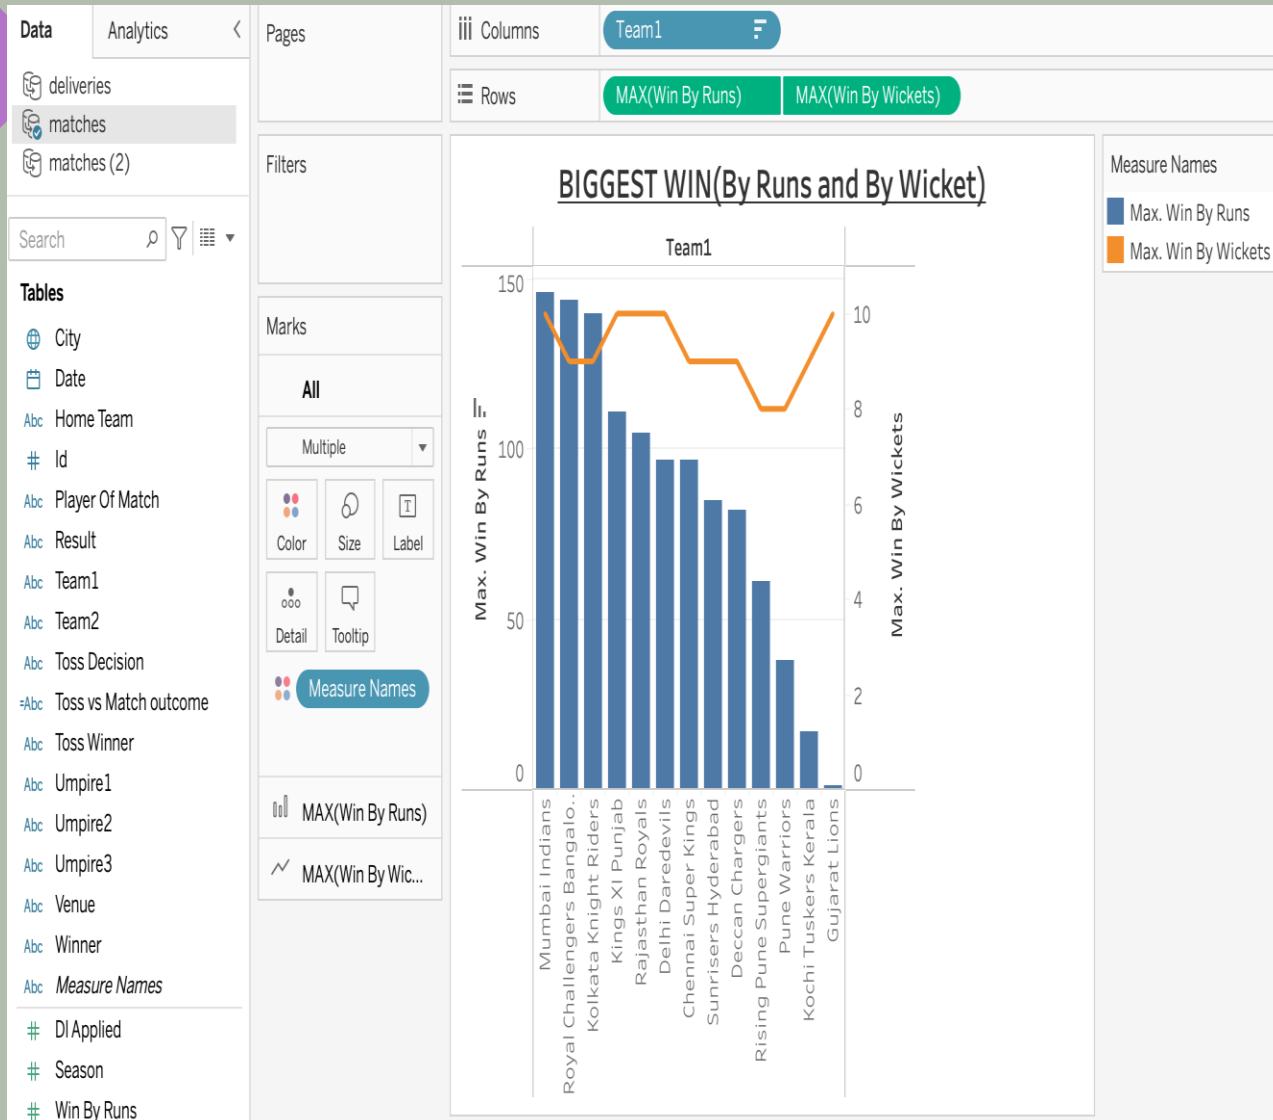 Data
Analytics
deliveries
matches
matches (2)
Search
Tables
City
Date
Abc Home Team
Id
Abc Player Of Match
Abc Result
Abc Team1
Abc Team2
Abc Toss Decision
=Abc Toss vs Match outcome
Abc Toss Winner
Abc Umpire1
Abc Umpire2
Abc Umpire3
Abc Venue
Abc Winner
Abc Measure Names
# Dl Applied
# Season
# Win By Runs
Pages
Filters
Marks
All
Multiple
Color
Size
T
Label
Detail
Tooltip
Measure Names
MAX(Win By Runs)
MAX(Win By Wic...
Columns
Team1
Rows
MAX(Win By Runs)
MAX(Win By Wickets)
BIGGEST WIN(By Runs and By Wicket)
Team1
Max. Win By Runs
150
100
50
0
10
8
6
4
2
0
Max. Win By Wickets
Mumbai Indians
Royal Challengers Bangalo..
Kolkata Knight Riders
Kings XI Punjab
Rajasthan Royals
Delhi Daredevils
Chennai Super Kings
Sunrisers Hyderabad
Deccan Chargers
Rising Pune Supergiants
Pune Warriors
Kochi Tuskers Kerala
Gujarat Lions
Measure Names
Max. Win By Runs
Max. Win By Wickets